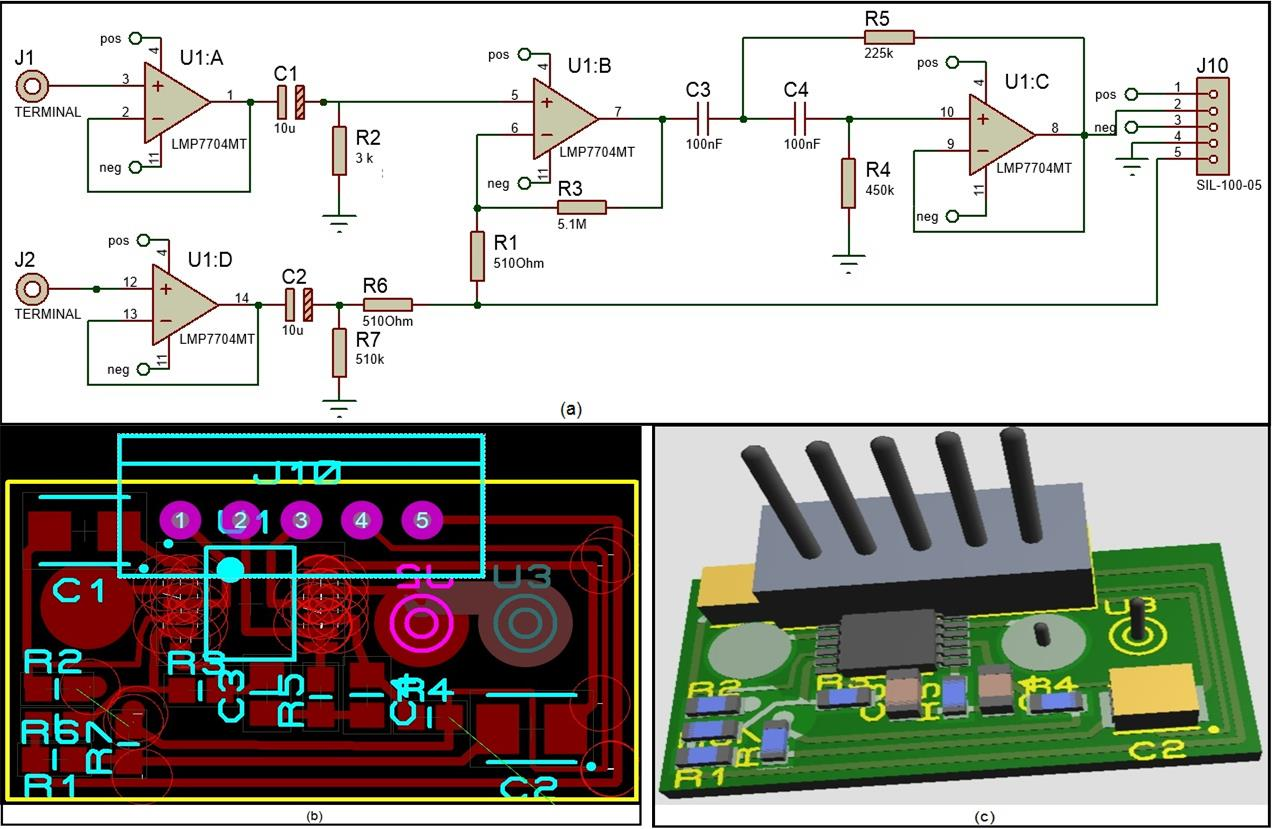 pos
4
J1
3
2
TERMINAL
U1:A
1
LMP7704MT
11
neg
C1
10u
R2
3 k
pos
4
U1:B
5
6
7
LMP7704MT
11
neg
R3
5.1M
R1
510Ohm
C3
100nF
C4
100nF
R5
225k
R4
450k
pos
4
U1:C
10
9
8
LMP7704MT
11
neg
J10
pos
1
2
neg
3
4
5
SIL-100-05
J2
TERMINAL
pos
4
12
13
U1:D
14
LMP7704MT
11
neg
C2
10u
R6
510Ohm
R7
510k
(a)
J10
1
2
3
4
5
U1
C1
U3
R2
R3
C3
R5
C4
R4
R6
R7
R1
C2
(b)
U3
R2
R3
R4
R7
R1
C2
(c)